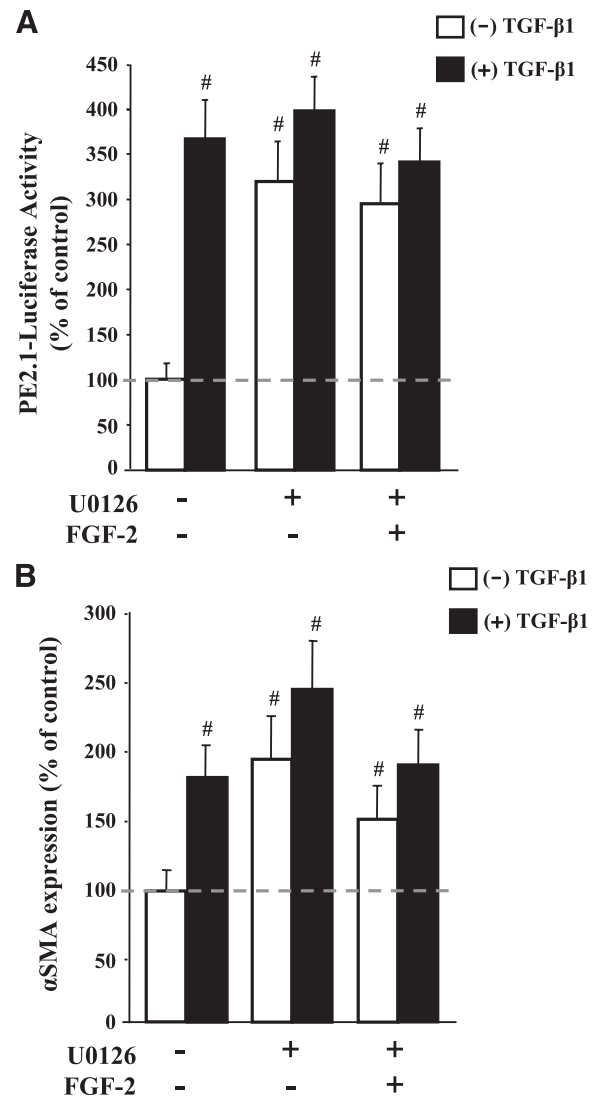 A
(−) TGF-β1
(+) TGF-β1
PE2.1-Luciferase Activity
(% of control)
450
400
350
300
250
200
150
100
50
0
#
#
#
#
#
U0126 - + +
FGF-2 - - +
B
(−) TGF-β1
(+) TGF-β1
αSMA expression (% of control)
300
250
200
150
100
50
0
#
#
#
#
#
U0126 - + +
FGF-2 - - +